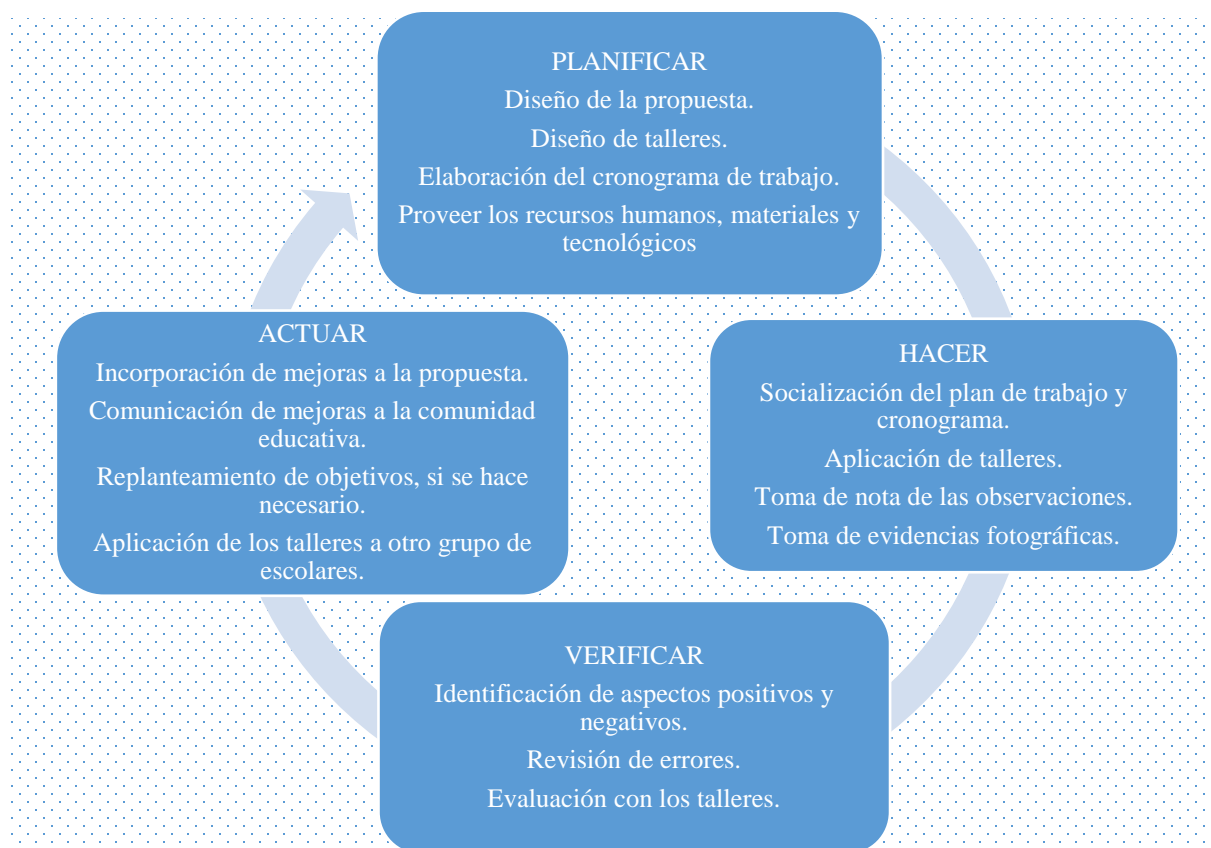 PLANIFICAR
Diseño de la propuesta.
Diseño de talleres.
Elaboración del cronograma de trabajo.
Proveer los recursos humanos, materiales y
tecnológicos
HACER
Socialización del plan de trabajo y
cronograma.
Aplicación de talleres.
Toma de nota de las observaciones.
Toma de evidencias fotográficas.
VERIFICAR
Identificación de aspectos positivos y
negativos.
Revisión de errores.
Evaluación con los talleres.
ACTUAR
Incorporación de mejoras a la propuesta.
Comunicación de mejoras a la comunidad
educativa.
Replanteamiento de objetivos, si se hace
necesario.
Aplicación de los talleres a otro grupo de
escolares.